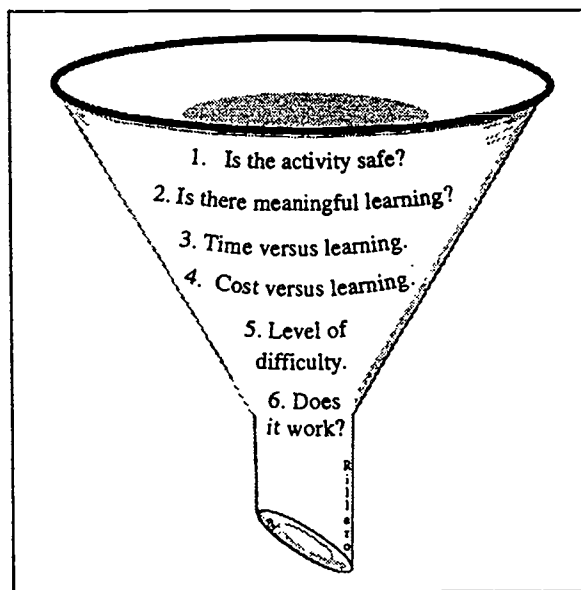 1. Is the activity safe?
2. Is there meaningful learning?
3. Time versus learning.
4. Cost versus learning.
5. Level of
difficulty.
6. Does
it work?
Rillero